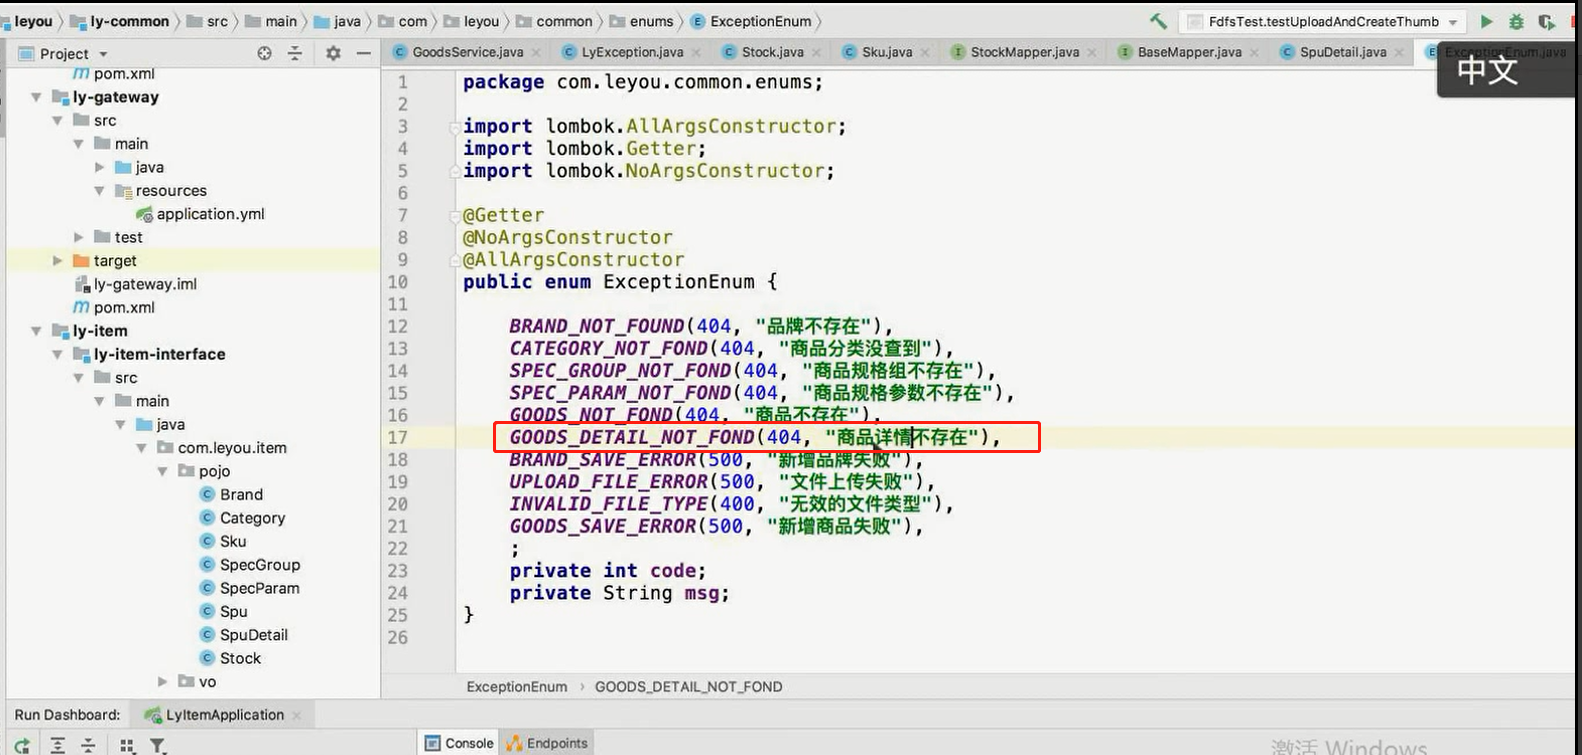 leyou ly-common src main java com leyou common enums ExceptionEnum FdfsTest.testUploadAndCreateThumb
Project GoodsService.java LyException.java Stock.java Sku.java StockMapper.java BaseMapper.java SpuDetail.java ExceptionEnum.java
中文
pom.xml
ly-gateway
src
main
java
resources
application.yml
test
target
ly-gateway.iml
pom.xml
ly-item
ly-item-interface
src
main
java
com.leyou.item
pojo
Brand
Category
Sku
SpecGroup
SpecParam
Spu
SpuDetail
Stock
vo
1 package com.leyou.common.enums;
2
3 import lombok.AllArgsConstructor;
4 import lombok.Getter;
5 import lombok.NoArgsConstructor;
6
7 @Getter
8 @NoArgsConstructor
9 @AllArgsConstructor
10 public enum ExceptionEnum {
11
12 BRAND_NOT_FOUND(404, "品牌不存在"),
13 CATEGORY_NOT_FOND(404, "商品分类没查到"),
14 SPEC_GROUP_NOT_FOND(404, "商品规格组不存在"),
15 SPEC_PARAM_NOT_FOND(404, "商品规格参数不存在"),
16 GOODS_NOT_FOND(404, "商品不存在"),
17 GOODS_DETAIL_NOT_FOND(404, "商品详情不存在"),
18 BRAND_SAVE_ERROR(500, "新增品牌失败"),
19 UPLOAD_FILE_ERROR(500, "文件上传失败"),
20 INVALID_FILE_TYPE(400, "无效的文件类型"),
21 GOODS_SAVE_ERROR(500, "新增商品失败"),
22 ;
23 private int code;
24 private String msg;
25 }
26
ExceptionEnum › GOODS_DETAIL_NOT_FOND
Run Dashboard: LyItemApplication
Console Endpoints
激活 Windows